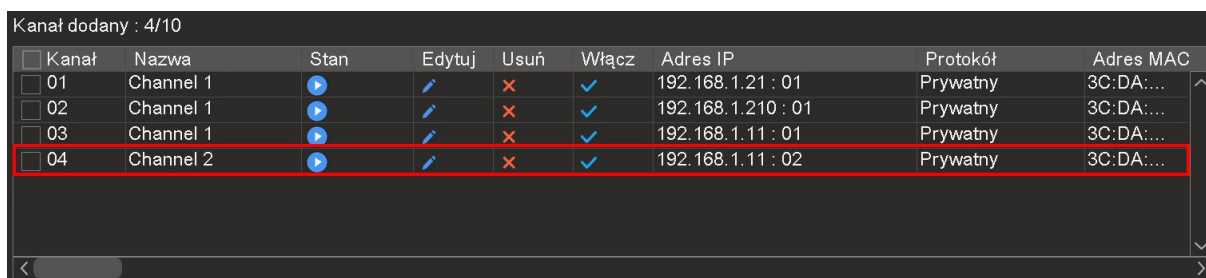 Kanał dodany : 4/10
Kanał Nazwa Stan Edytuj Usuń Włącz Adres IP Protokół Adres MAC
01 Channel 1 192.168.1.21 : 01 Prywatny 3C:DA:...
02 Channel 1 192.168.1.210 : 01 Prywatny 3C:DA:...
03 Channel 1 192.168.1.11 : 01 Prywatny 3C:DA:...
04 Channel 2 192.168.1.11 : 02 Prywatny 3C:DA:...